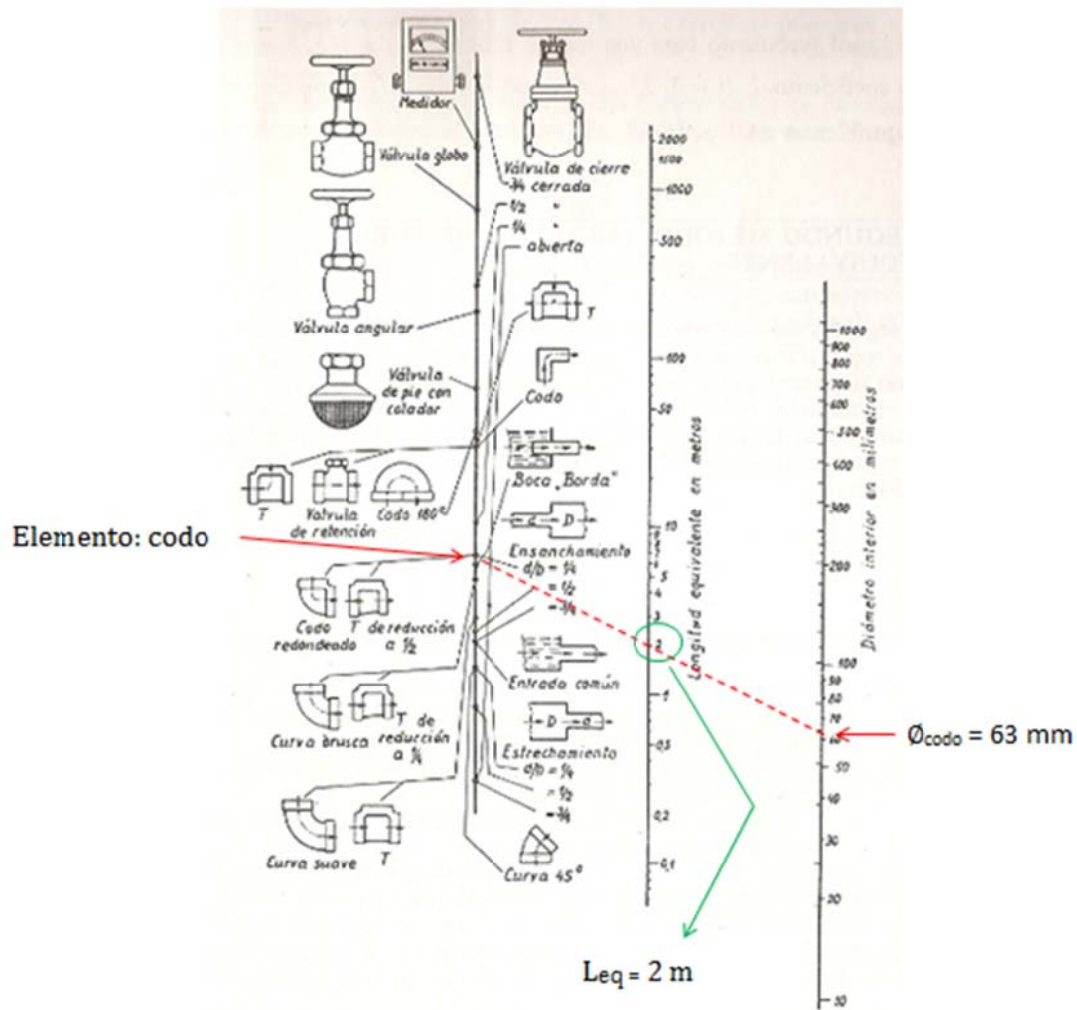 Medidor
Válvula globo
Válvula de cierre
3/4 cerrada
1/2 "
1/4 "
abierta
Válvula angular
T
Válvula
de pie con
colador
Codo
T
Válvula
de retención
Codo 180°
Boca „Borda"
d
D
Ensanchamiento
d/D = 1/4
= 1/2
= 3/4
Elemento: codo
Codo
redondeado
T de reducción
a 1/2
Entrada común
Curva brusca
T de
reducción
a 1/4
D
d
Estrechamiento
d/D = 1/4
= 1/2
= 3/4
Curva suave
T
Curva 45°
2000
1500
1000
500
100
50
10
5
4
3
2
1
0,5
0,2
0,1
Longitud equivalente en metros
1000
900
800
700
600
500
400
300
200
100
90
80
70
60
50
40
30
20
10
Diámetro interior en milímetros
Øcodo = 63 mm
Leq = 2 m